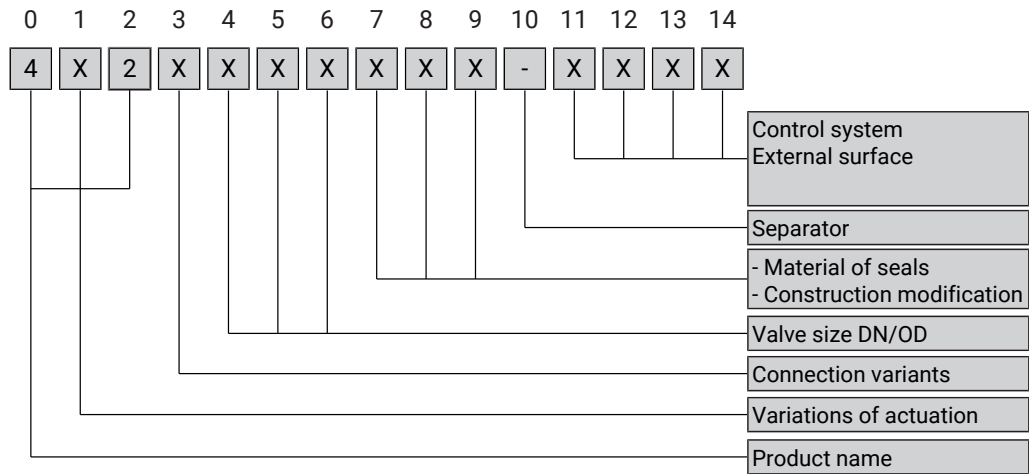 0 1 2 3 4 5 6 7 8 9 10 11 12 13 14
4 X 2 X X X X X X X - X X X X
Control system
External surface
Separator
- Material of seals
- Construction modification
Valve size DN/OD
Connection variants
Variations of actuation
Product name